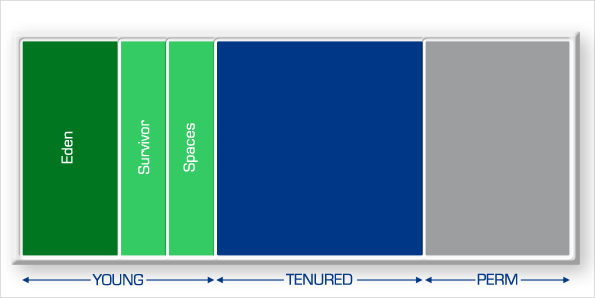 Eden
Survivor
Spaces
YOUNG
TENURED
PERM